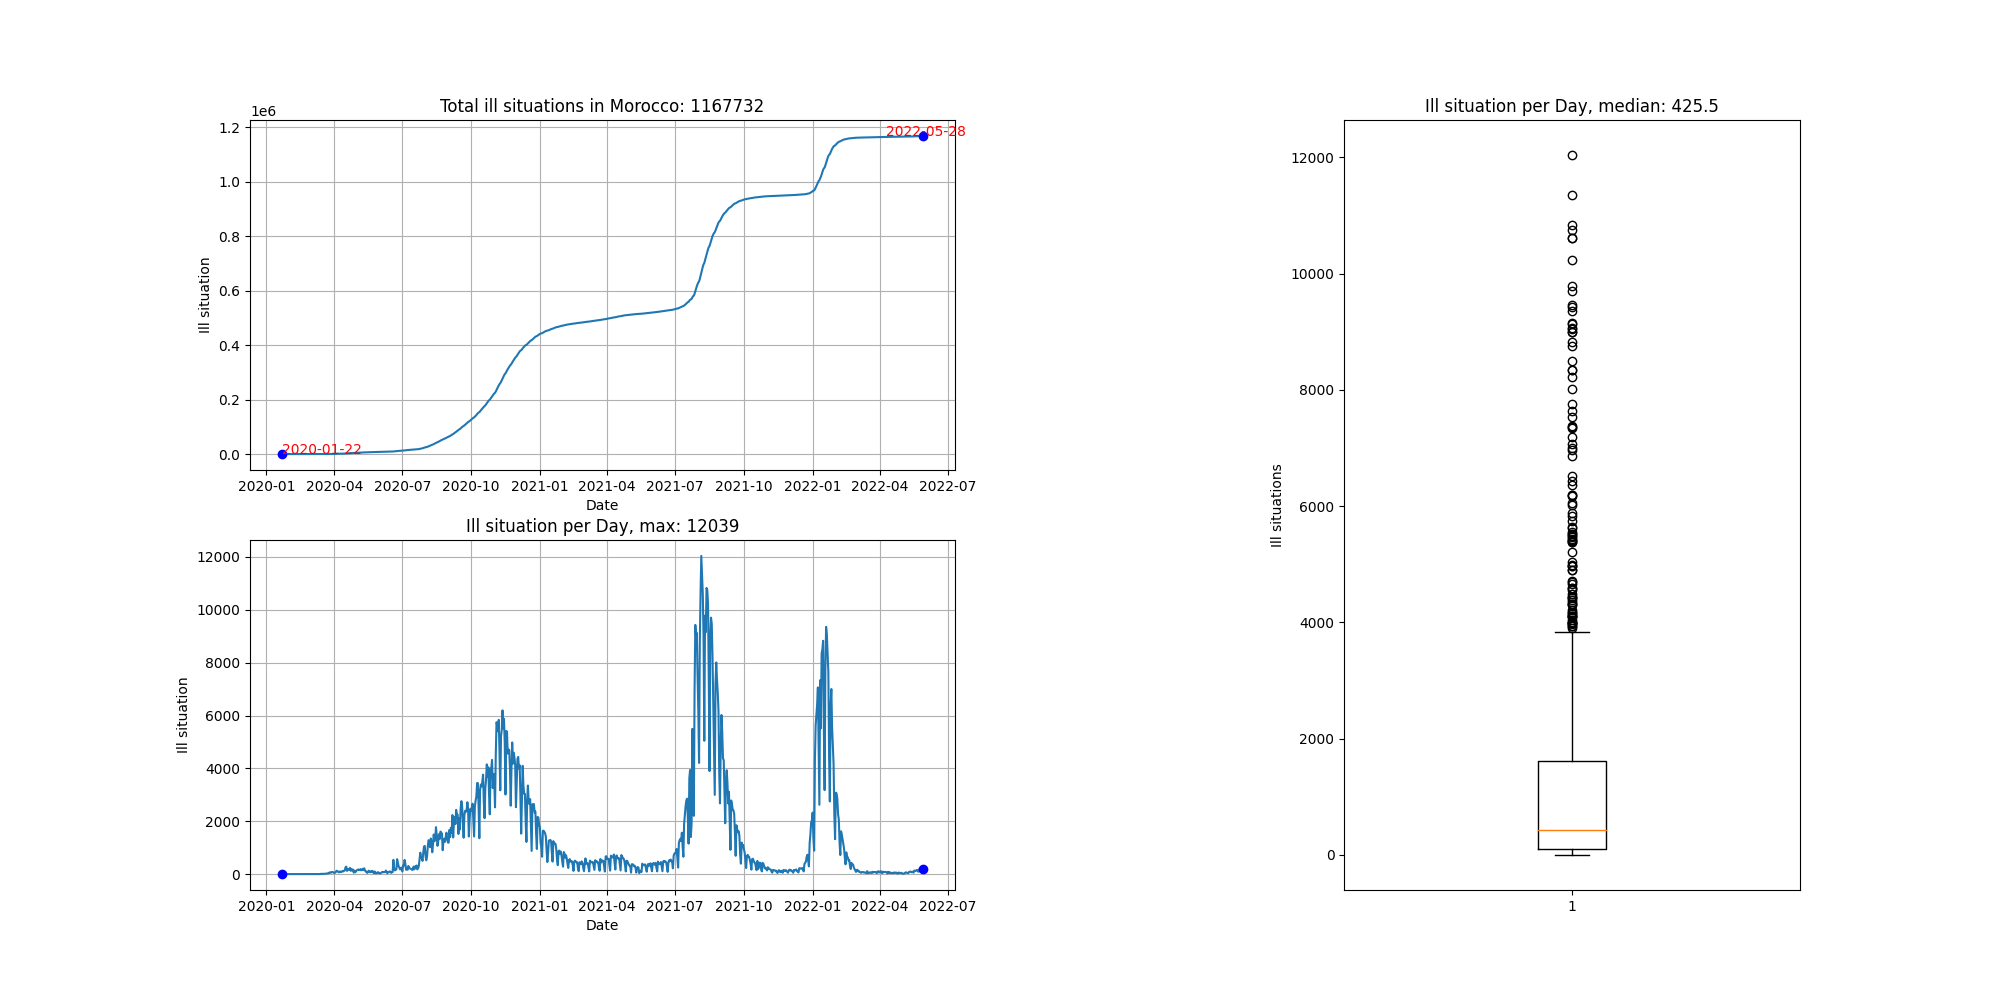 Total ill situations in Morocco: 1167732
1e6
1.2
1.0
0.8
0.6
0.4
0.2
0.0
Ill situation
2022-05-28
2020-01-22
2020-01 2020-04 2020-07 2020-10 2021-01 2021-04 2021-07 2021-10 2022-01 2022-04 2022-07
Date
Ill situation per Day, max: 12039
12000
10000
8000
6000
4000
2000
0
Ill situation
2020-01 2020-04 2020-07 2020-10 2021-01 2021-04 2021-07 2021-10 2022-01 2022-04 2022-07
Date
Ill situation per Day, median: 425.5
12000
10000
8000
6000
4000
2000
0
Ill situations
1